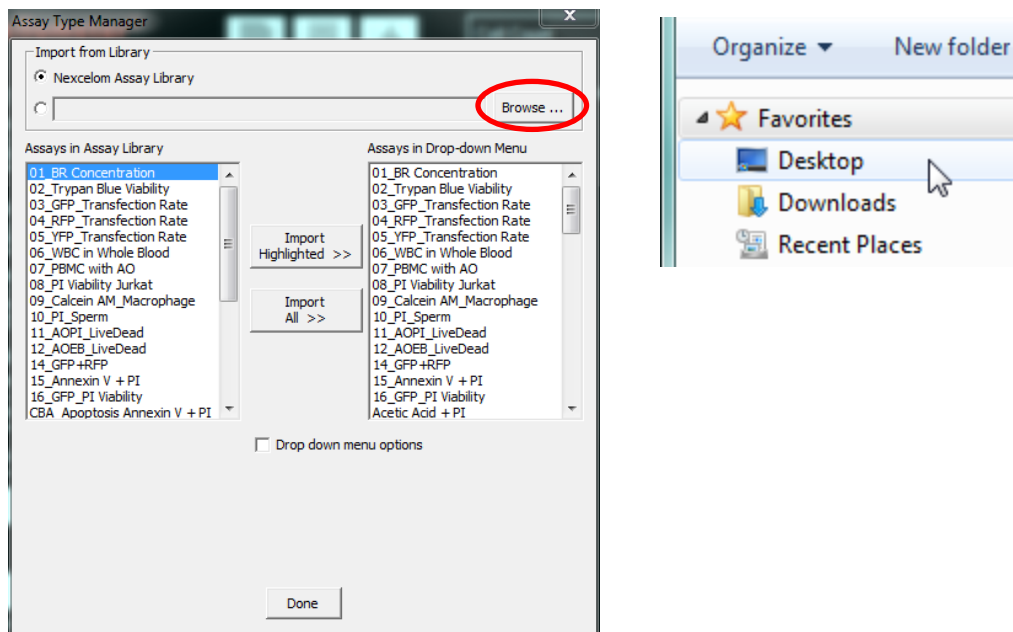 Assay Type Manager
X
Import from Library
Nexcelom Assay Library
Browse ...
Assays in Assay Library
01_BR Concentration
02_Trypan Blue Viability
03_GFP_Transfection Rate
04_RFP_Transfection Rate
05_YFP_Transfection Rate
06_WBC in Whole Blood
07_PBMC with AO
08_PI Viability Jurkat
09_Calcein AM_Macrophage
10_PI_Sperm
11_AOPI_LiveDead
12_AOEB_LiveDead
14_GFP+RFP
15_Annexin V + PI
16_GFP_PI Viability
CBA_Apoptosis Annexin V + PI
Import
Highlighted >>
Import
All >>
Assays in Drop-down Menu
01_BR Concentration
02_Trypan Blue Viability
03_GFP_Transfection Rate
04_RFP_Transfection Rate
05_YFP_Transfection Rate
06_WBC in Whole Blood
07_PBMC with AO
08_PI Viability Jurkat
09_Calcein AM_Macrophage
10_PI_Sperm
11_AOPI_LiveDead
12_AOEB_LiveDead
14_GFP+RFP
15_Annexin V + PI
16_GFP_PI Viability
Acetic Acid + PI
Drop down menu options
Done
Organize New folder
Favorites
Desktop
Downloads
Recent Places